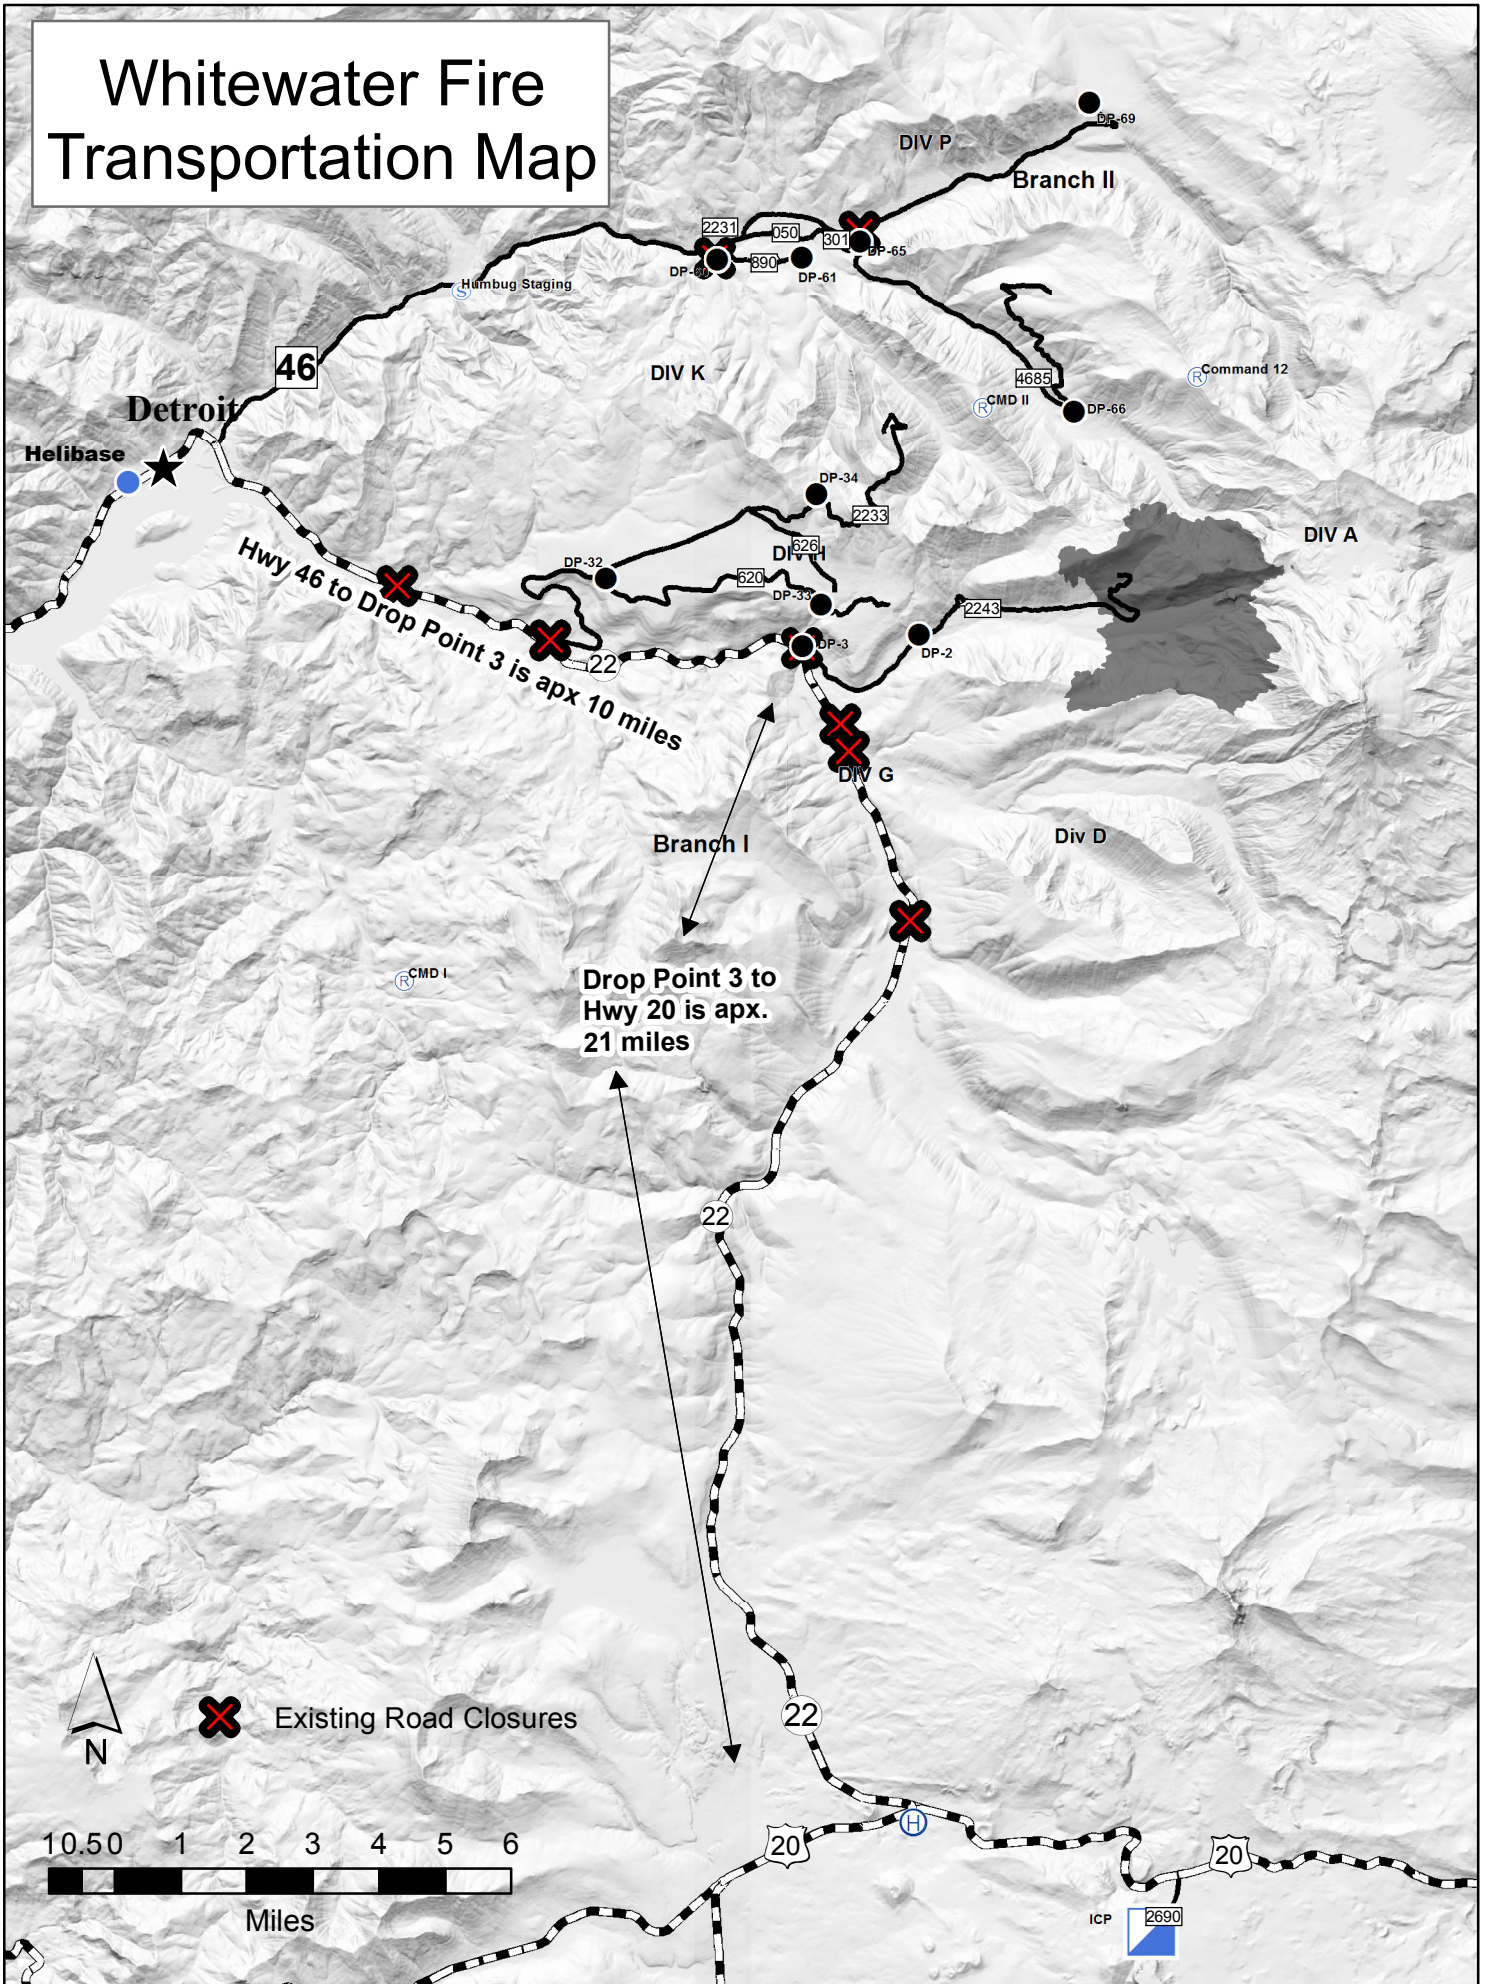 Whitewater Fire
Transportation Map
DP-69
DIV P
Branch II
2231
050
301
DP-65
DP-60
890
DP-61
Humbug Staging
S
46
DIV K
4685
R
Command 12
R
CMD II
DP-66
Detroit
Helibase
DP-34
2233
DIV A
626
DIV H
DP-32
620
DP-33
2243
Hwy 46 to Drop Point 3 is apx 10 miles
22
DP-3
DP-2
DIV G
Branch I
Div D
R
CMD I
Drop Point 3 to
Hwy 20 is apx.
21 miles
22
22
N
Existing Road Closures
H
20
20
1 0.5 0 1 2 3 4 5 6
Miles
ICP
2690